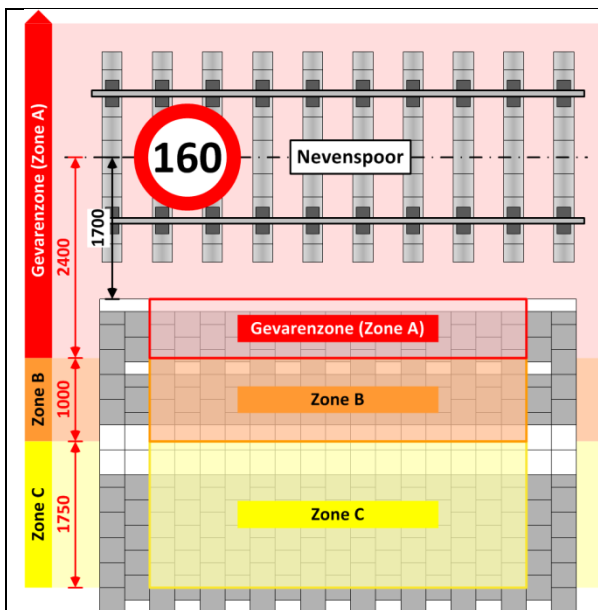 Gevarenzone (Zone A)
2400
1700
160
Nevenspoor
Gevarenzone (Zone A)
Zone B
1000
Zone B
Zone C
1750
Zone C